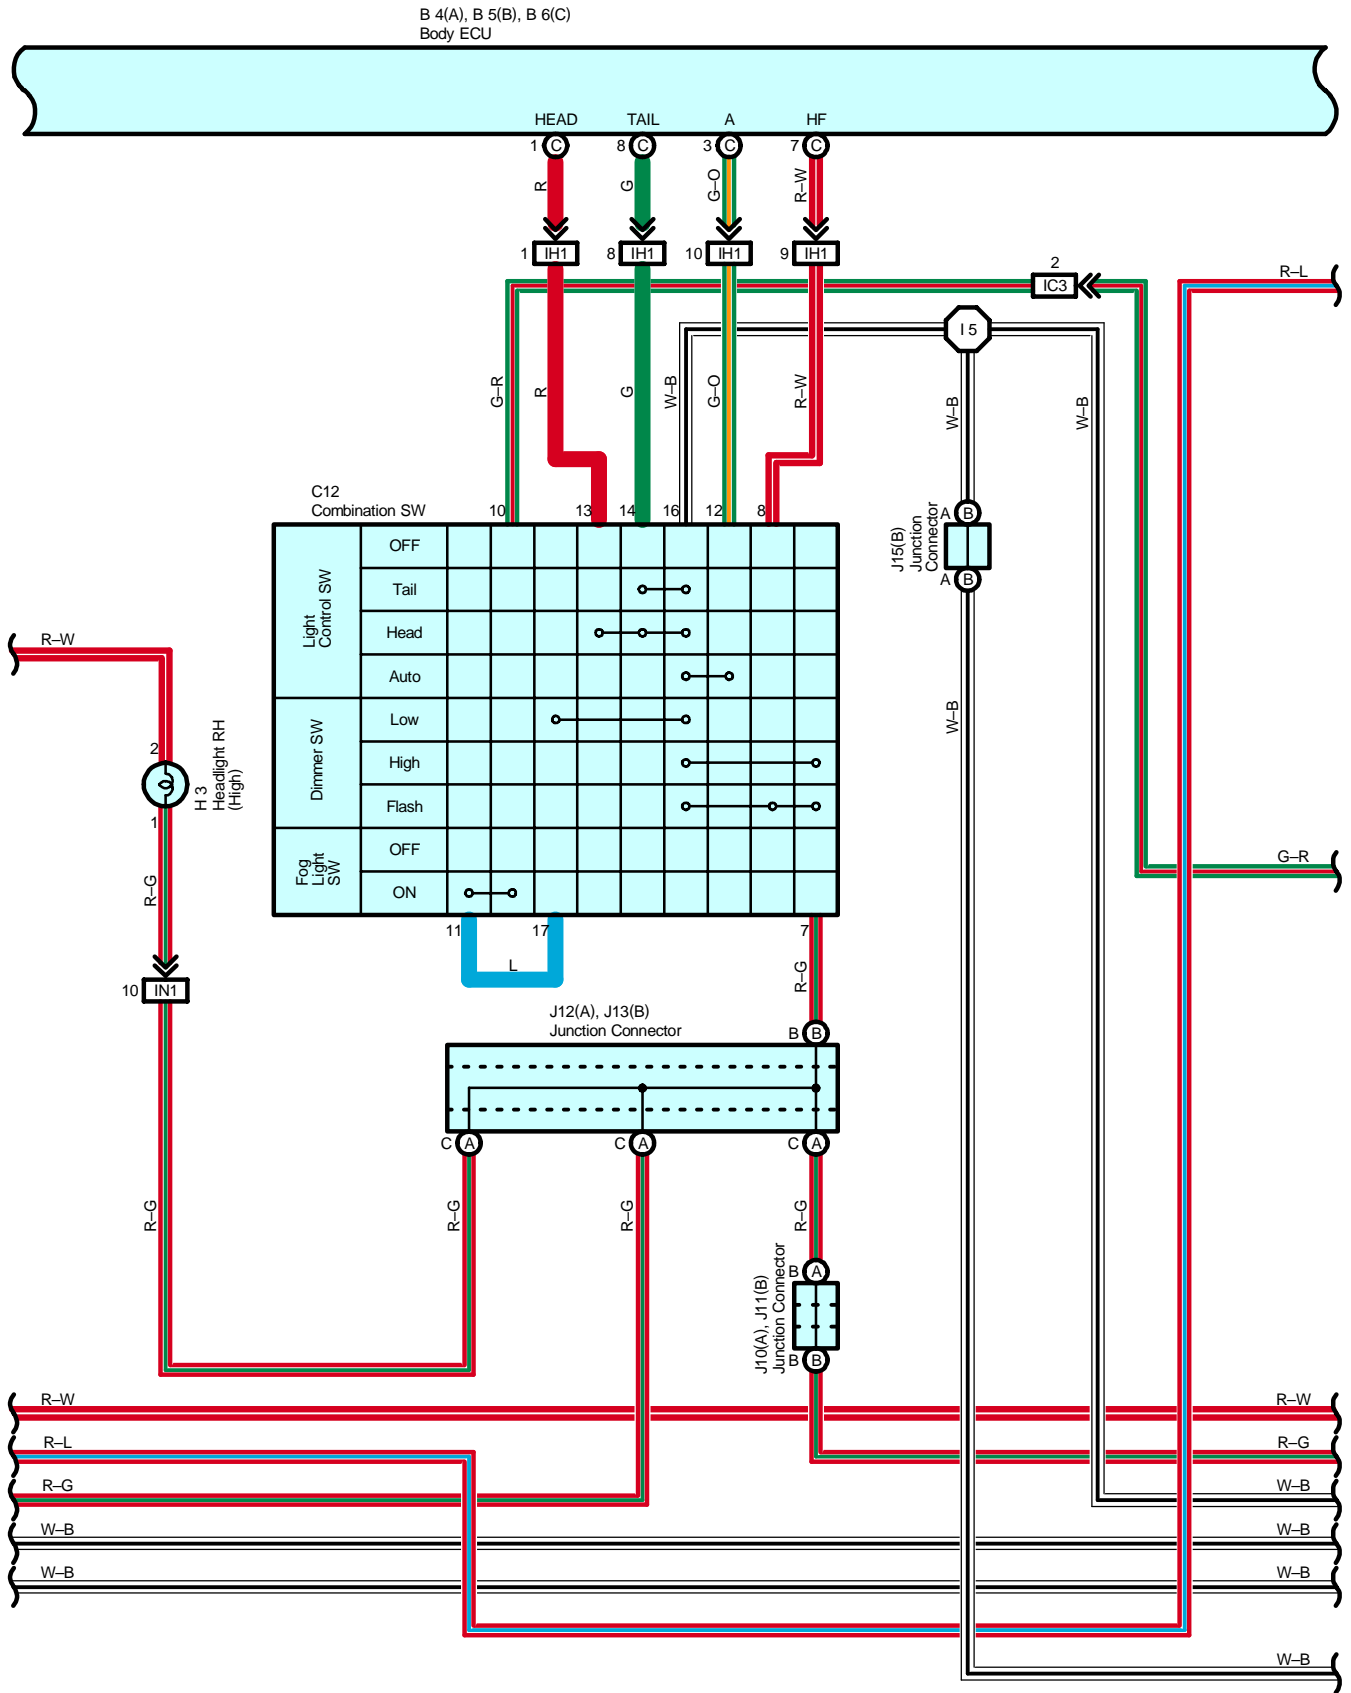 B 4(A), B 5(B), B 6(C)
Body ECU
HEAD
TAIL
A
HF
1 C
8 C
3 C
7 C
R
G
G–O
R–W
1 IH1
8 IH1
10 IH1
9 IH1
2
IC3
R–L
I 5
G–R
R
G
W–B
G–O
R–W
W–B
W–B
C12
Combination SW
10
13
14
16
12
8
A B
J15(B)
Junction
Connector
A B
Light
Control SW
OFF
Tail
Head
Auto
Dimmer SW
Low
High
Flash
Fog
Light
SW
OFF
ON
R–W
2
H 3
Headlight RH
(High)
1
R–G
10 IN1
W–B
G–R
11
17
7
L
R–G
J12(A), J13(B)
Junction Connector
B B
C A
C A
C A
R–G
R–G
R–G
R–G
B A
J10(A), J11(B)
Junction Connector
B B
R–W
R–W
R–L
R–G
R–G
W–B
W–B
W–B
W–B
W–B
W–B